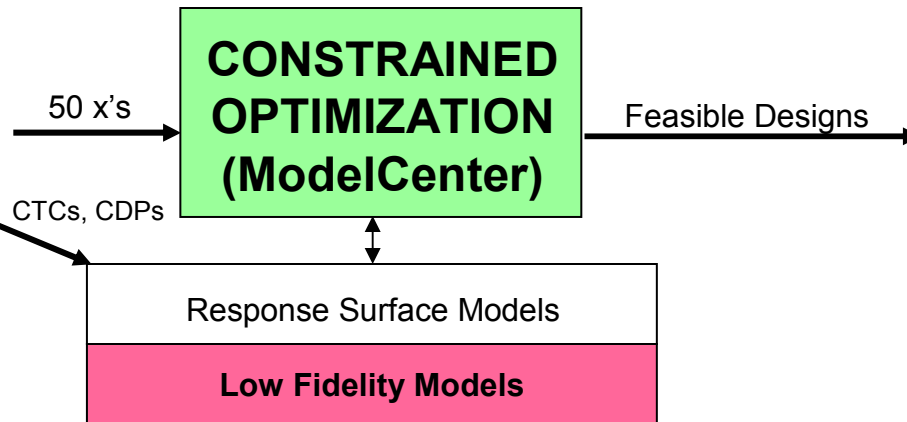 CONSTRAINED
OPTIMIZATION
(ModelCenter)
50 x’s
Feasible Designs
CTCs, CDPs
Response Surface Models
Low Fidelity Models